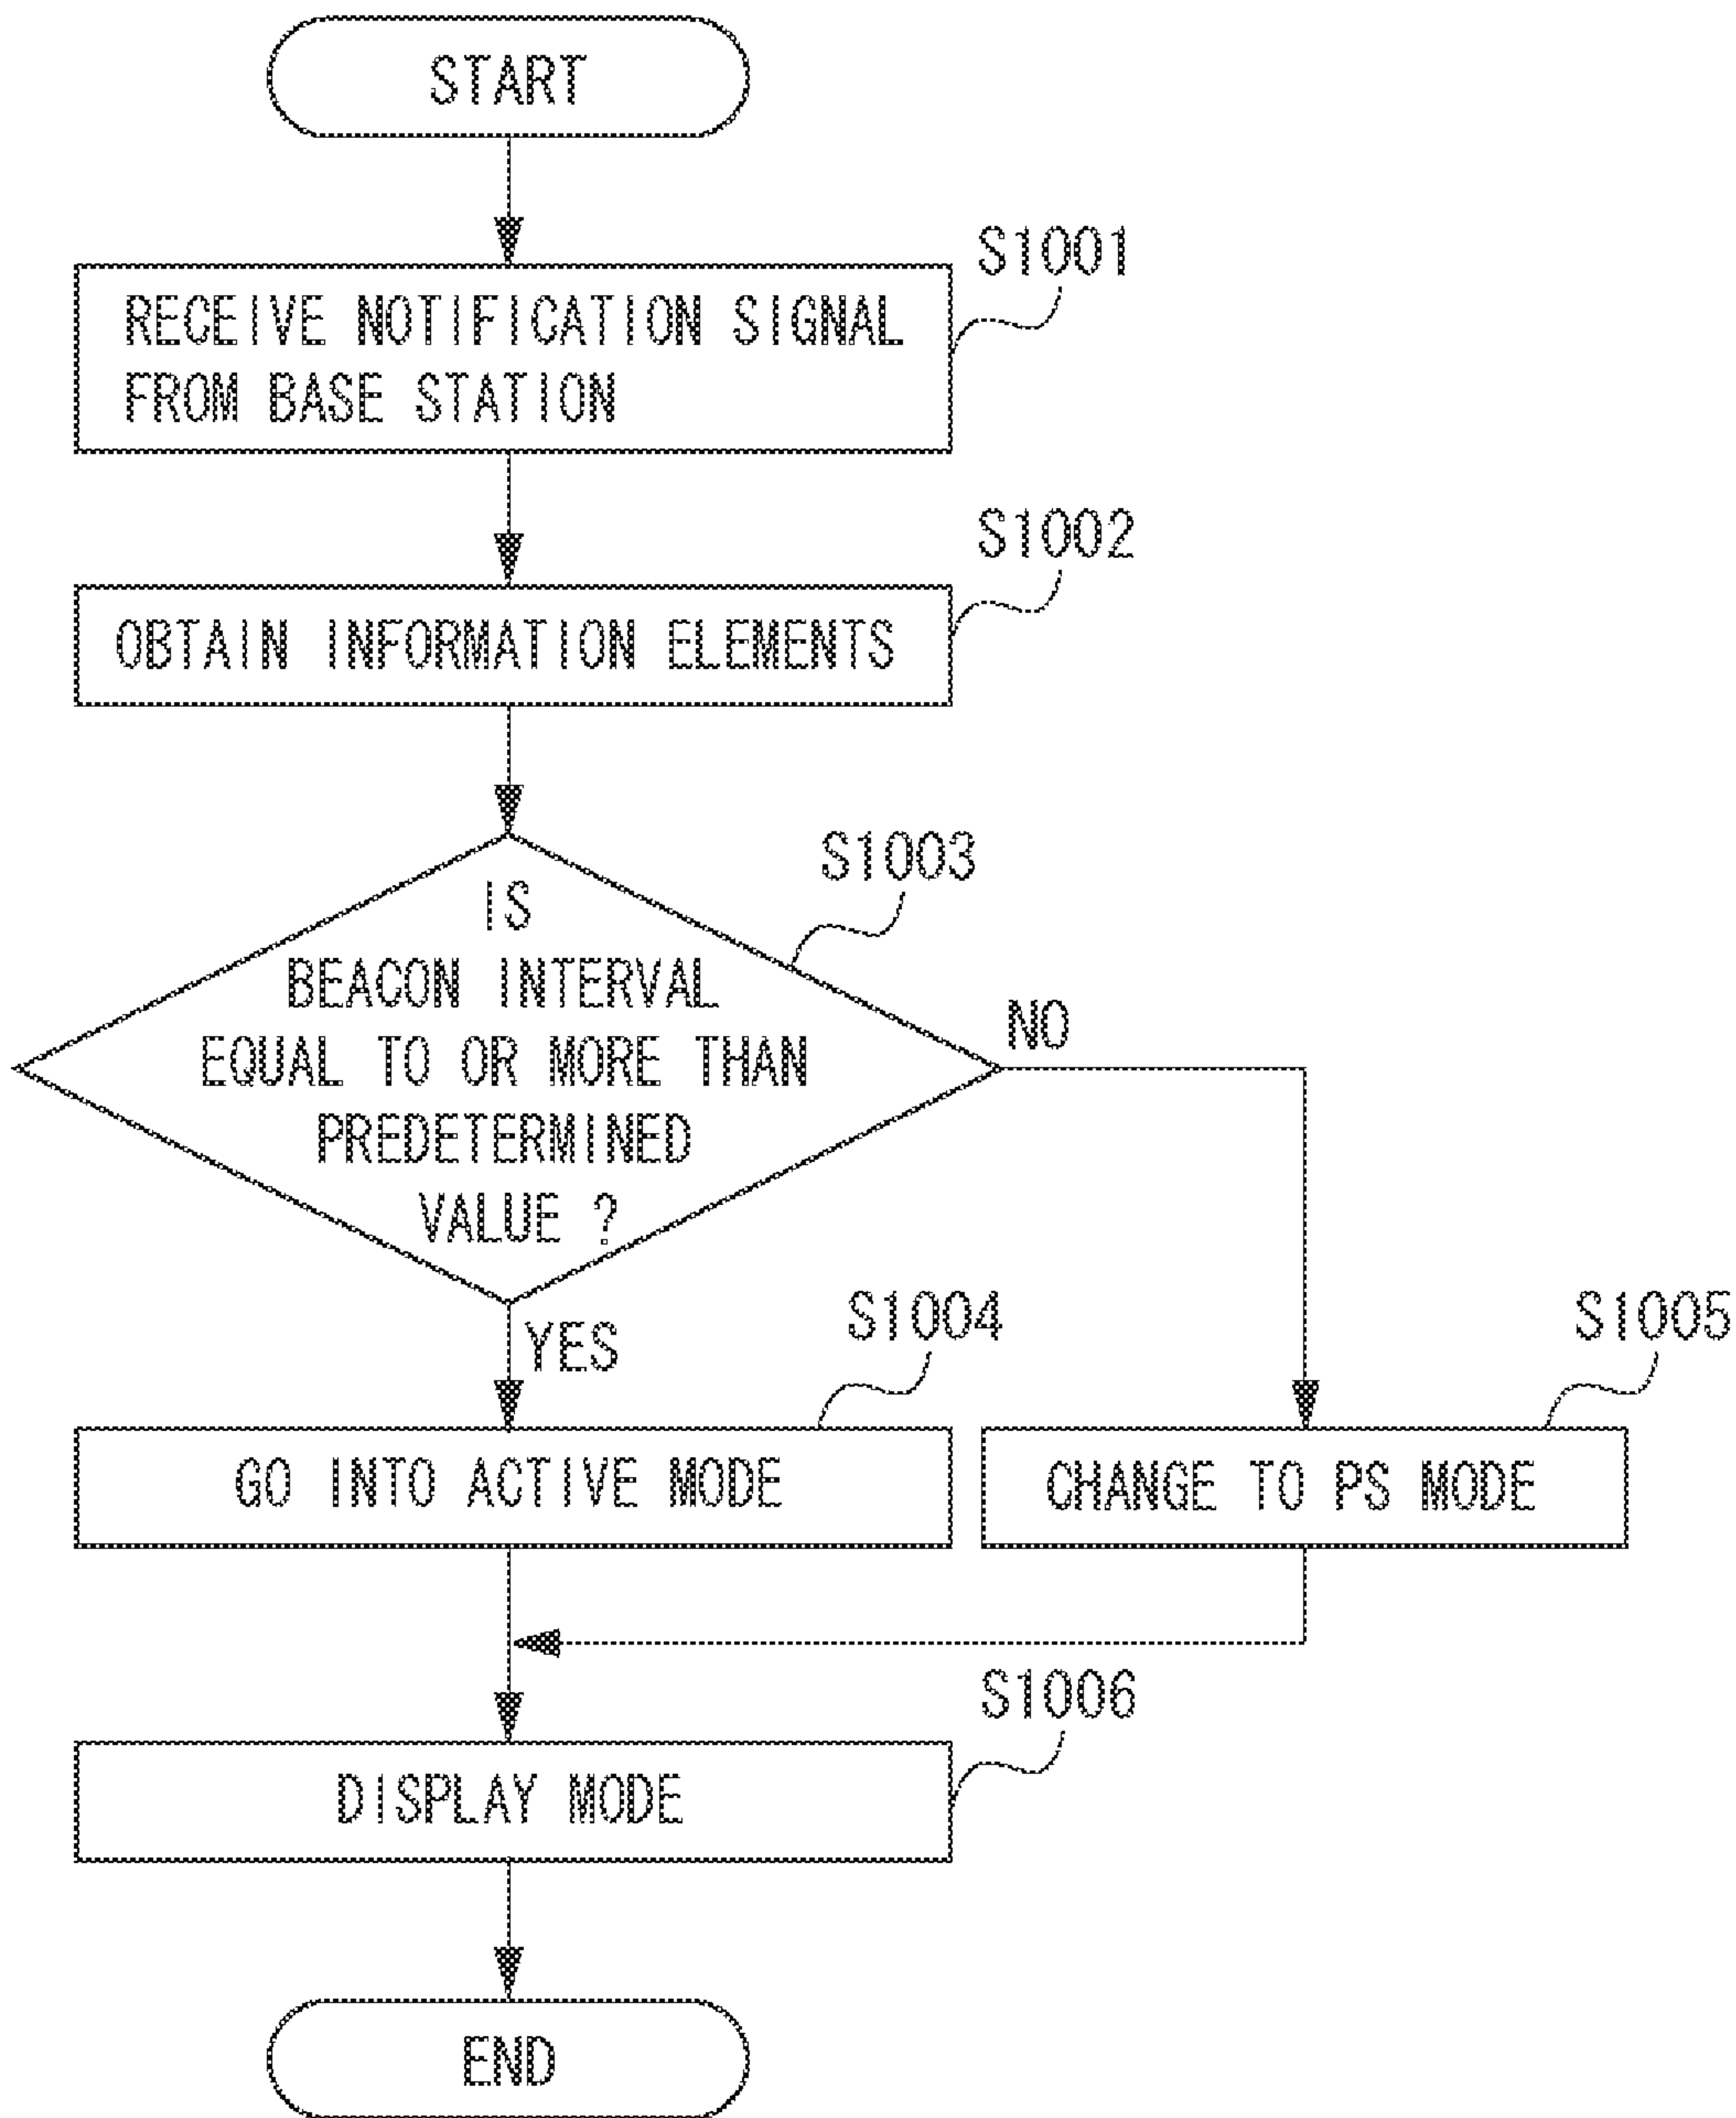 START
S1001
RECEIVE NOTIFICATION SIGNAL
FROM BASE STATION
S1002
OBTAIN INFORMATION ELEMENTS
S1003
IS
BEACON INTERVAL
EQUAL TO OR MORE THAN
PREDETERMINED
VALUE ?
NO
YES
S1004
GO INTO ACTIVE MODE
S1005
CHANGE TO PS MODE
S1006
DISPLAY MODE
END